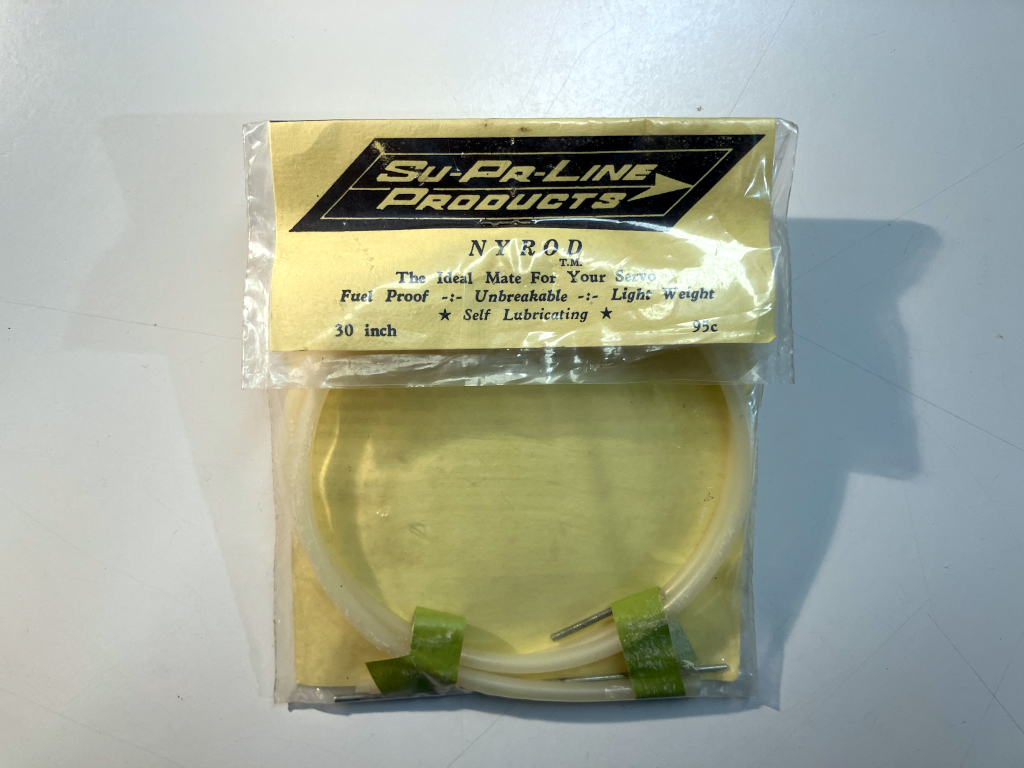 Su-Pr-Line
Products
NYROD
T.M.
The Ideal Mate For Your Servo
Fuel Proof -:- Unbreakable -:- Light Weight
★ Self Lubricating ★
30 inch 95c